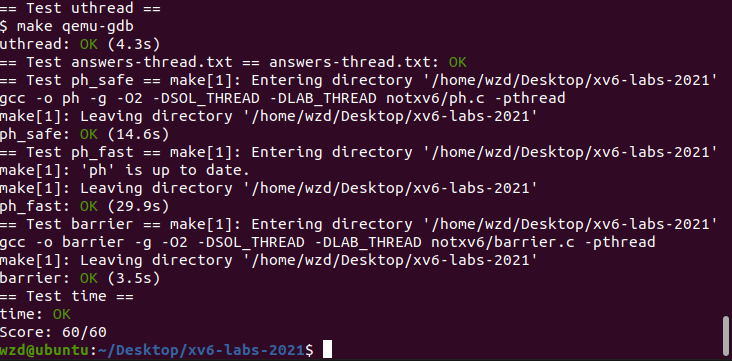 == Test uthread ==
$ make qemu-gdb
uthread: OK (4.3s)
== Test answers-thread.txt == answers-thread.txt: OK
== Test ph_safe == make[1]: Entering directory '/home/wzd/Desktop/xv6-labs-2021'
gcc -o ph -g -O2 -DSOL_THREAD -DLAB_THREAD notxv6/ph.c -pthread
make[1]: Leaving directory '/home/wzd/Desktop/xv6-labs-2021'
ph_safe: OK (14.6s)
== Test ph_fast == make[1]: Entering directory '/home/wzd/Desktop/xv6-labs-2021'
make[1]: 'ph' is up to date.
make[1]: Leaving directory '/home/wzd/Desktop/xv6-labs-2021'
ph_fast: OK (29.9s)
== Test barrier == make[1]: Entering directory '/home/wzd/Desktop/xv6-labs-2021'
gcc -o barrier -g -O2 -DSOL_THREAD -DLAB_THREAD notxv6/barrier.c -pthread
make[1]: Leaving directory '/home/wzd/Desktop/xv6-labs-2021'
barrier: OK (3.5s)
== Test time ==
time: OK
Score: 60/60
wzd@ubuntu:~/Desktop/xv6-labs-2021$